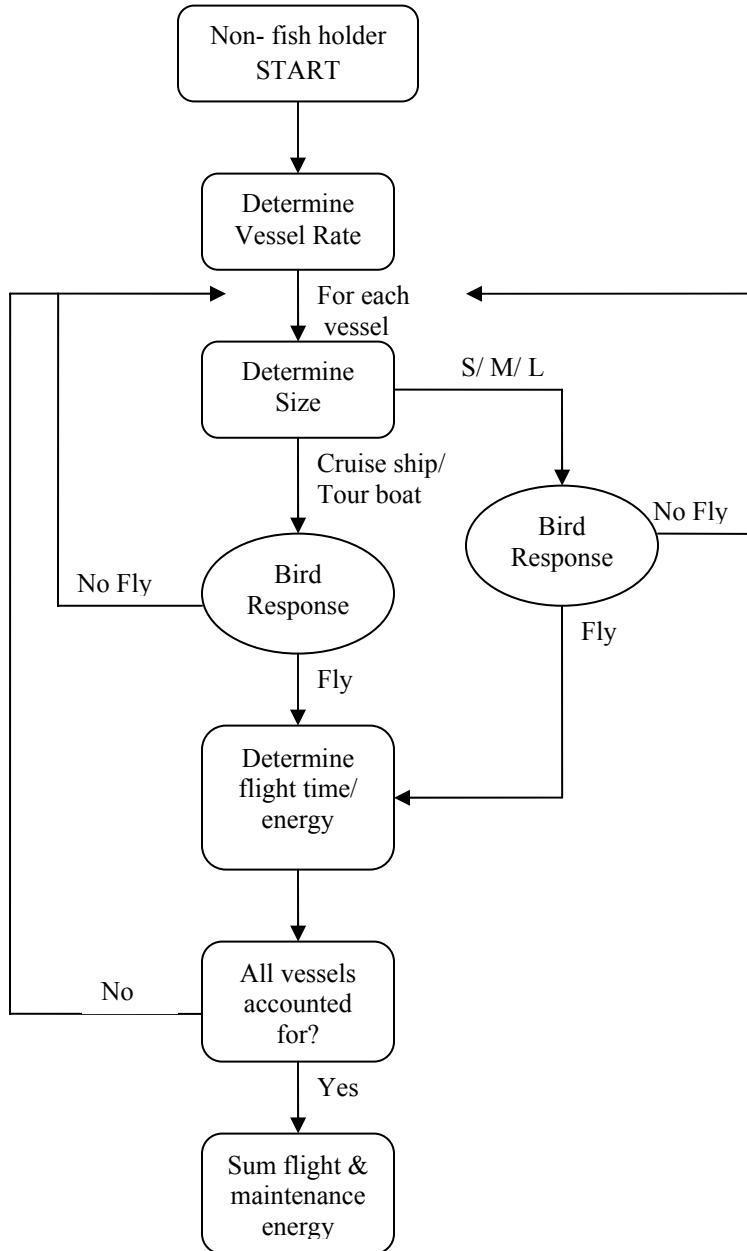 Non- fish holder
START
Determine
Vessel Rate
For each
vessel
Determine
Size
S/ M/ L
Cruise ship/
Tour boat
Bird
Response
No Fly
Bird
Response
No Fly
Fly
Fly
Determine
flight time/
energy
All vessels
accounted
for?
No
Yes
Sum flight &
maintenance
energy